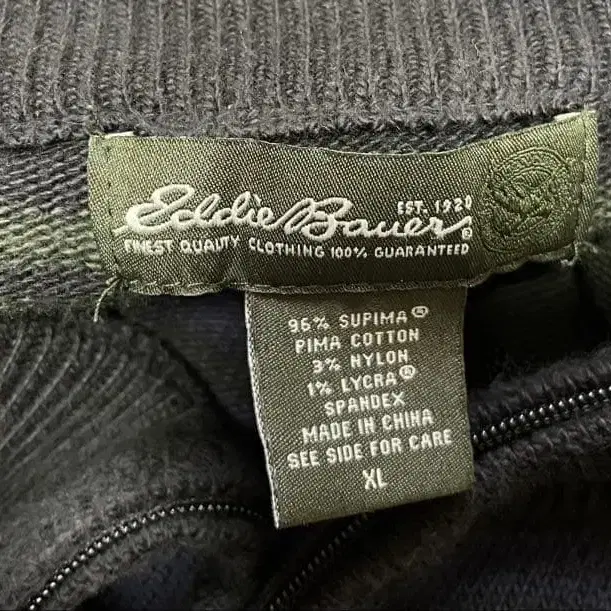 EST. 1920
Eddie Bauer®
FINEST QUALITY CLOTHING 100% GUARANTEED
96% SUPIMA®
PIMA COTTON
3% NYLON
1% LYCRA®
SPANDEX
MADE IN CHINA
SEE SIDE FOR CARE
XL